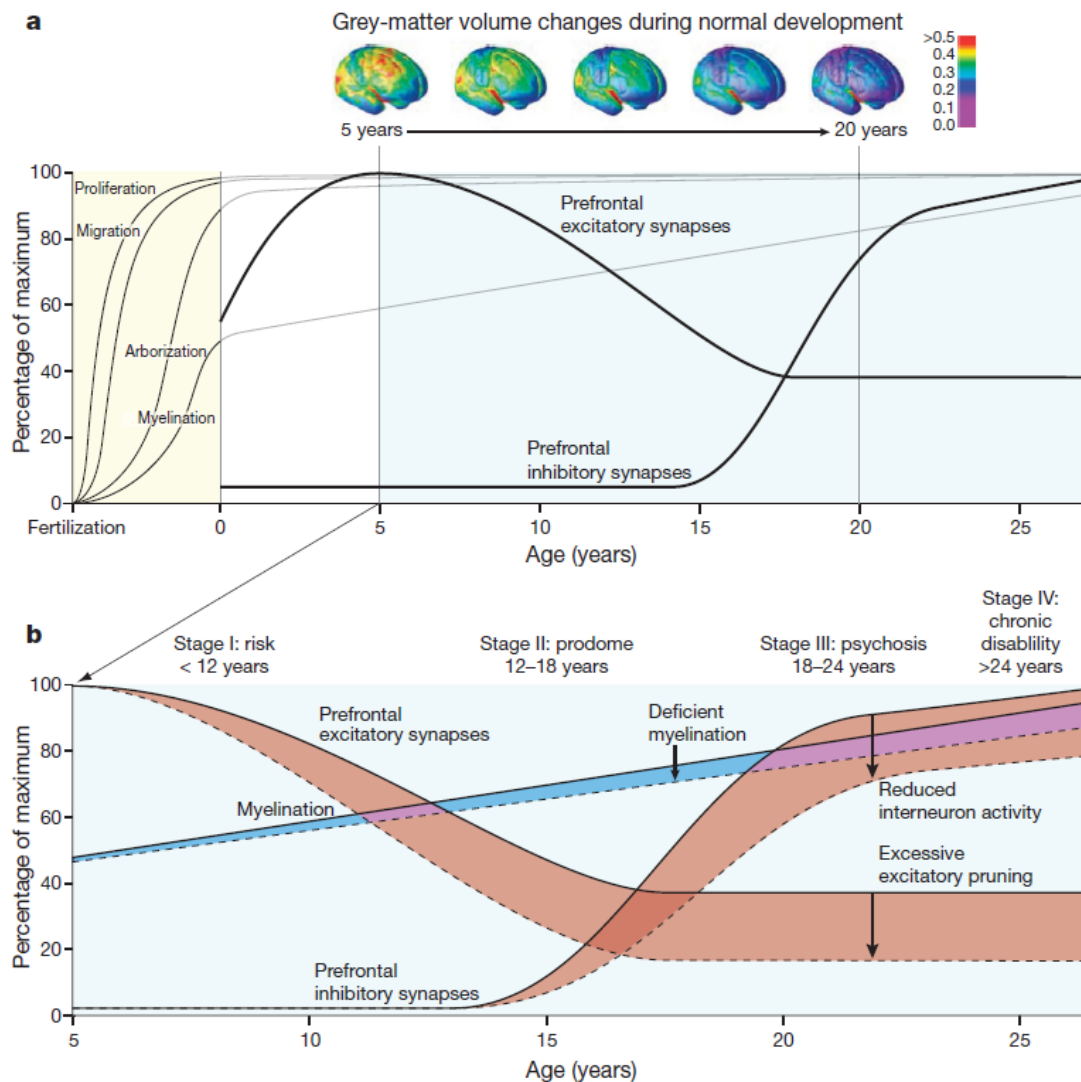 a
Grey-matter volume changes during normal development
>0.5
0.4
0.3
0.2
0.1
0.0
5 years
20 years
100
80
60
40
20
0
Percentage of maximum
Proliferation
Migration
Arborization
Myelination
Prefrontal
excitatory synapses
Prefrontal
inhibitory synapses
Fertilization
0
5
10
15
20
25
Age (years)
b
Stage I: risk
< 12 years
Stage II: prodome
12–18 years
Stage III: psychosis
18–24 years
Stage IV:
chronic
disablility
>24 years
100
80
60
40
20
0
Percentage of maximum
Prefrontal
excitatory synapses
Deficient
myelination
Myelination
Reduced
interneuron activity
Excessive
excitatory pruning
Prefrontal
inhibitory synapses
5
10
15
20
25
Age (years)